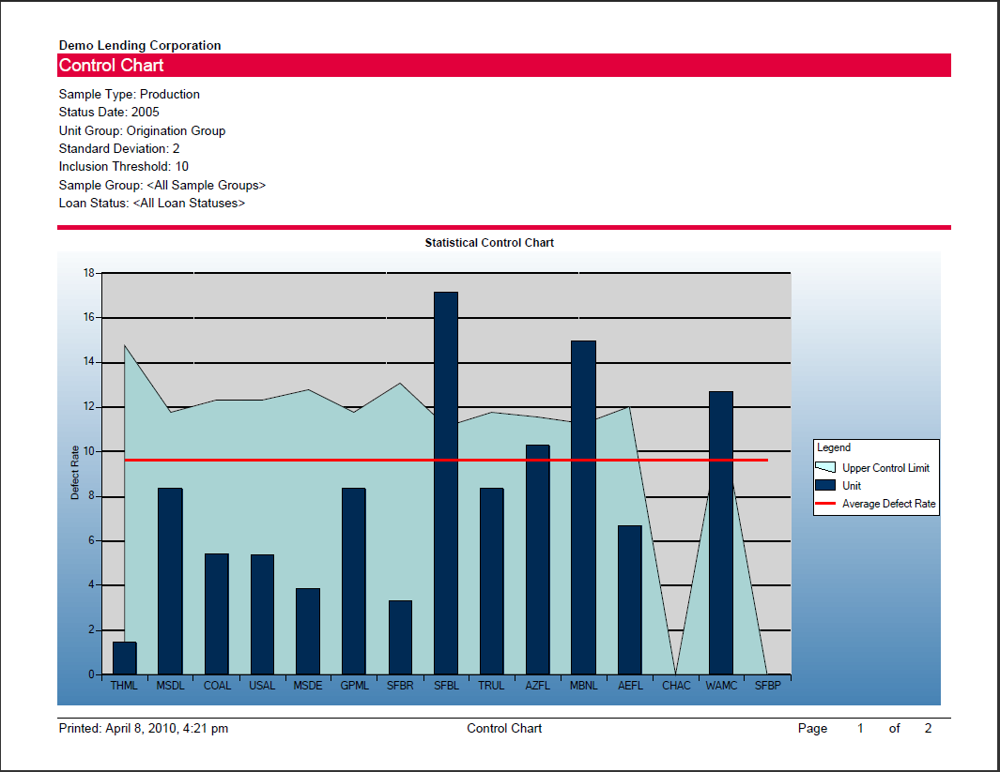 Demo Lending Corporation
Control Chart
Sample Type: Production
Status Date: 2005
Unit Group: Origination Group
Standard Deviation: 2
Inclusion Threshold: 10
Sample Group: <All Sample Groups>
Loan Status: <All Loan Statuses>
Statistical Control Chart
18
16
14
12
10
8
6
4
2
0
Defect Rate
THML MSDL COAL USAL MSDE GPML SFBR SFBL TRUL AZFL MBNL AEFL CHAC WAMC SFBP
Legend
Upper Control Limit
Unit
Average Defect Rate
Printed: April 8, 2010, 4:21 pm Control Chart Page 1 of 2